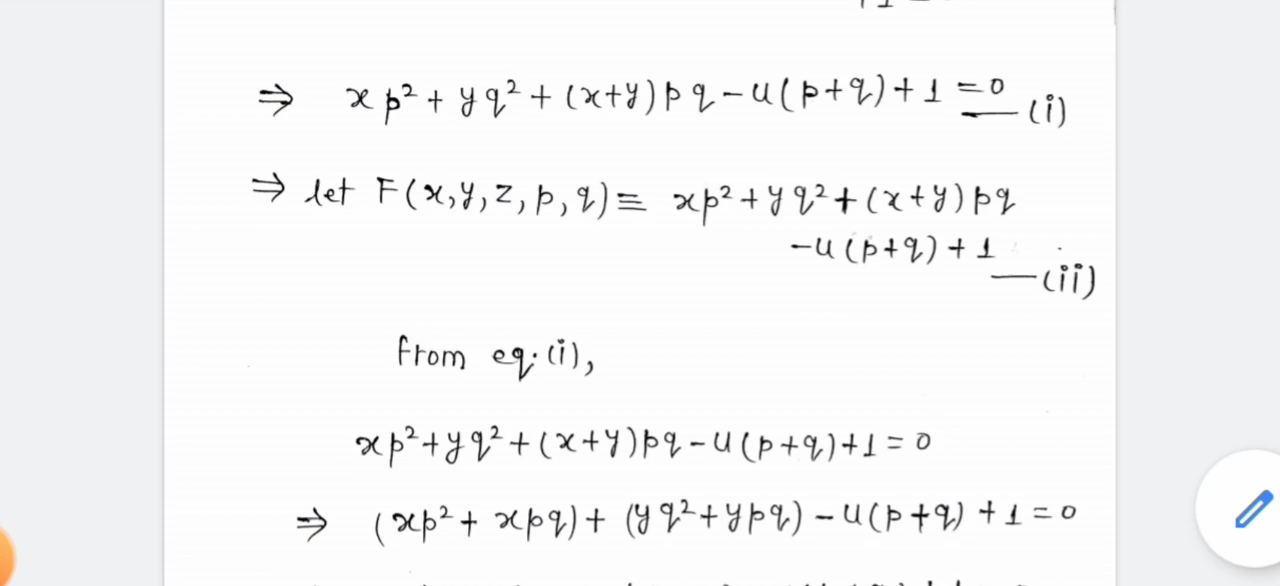 ⇒ xp² + yq² + (x+y)pq - u(p+q) + 1 = 0 —(i)
⇒ let F(x,y,z,p,q) ≡ xp² + yq² + (x+y)pq
-u(p+q) + 1 —(ii)
from eq.(i),
xp² + yq² + (x+y)pq - u(p+q) + 1 = 0
⇒ (xp² + xpq) + (yq² + ypq) - u(p+q) + 1 = 0